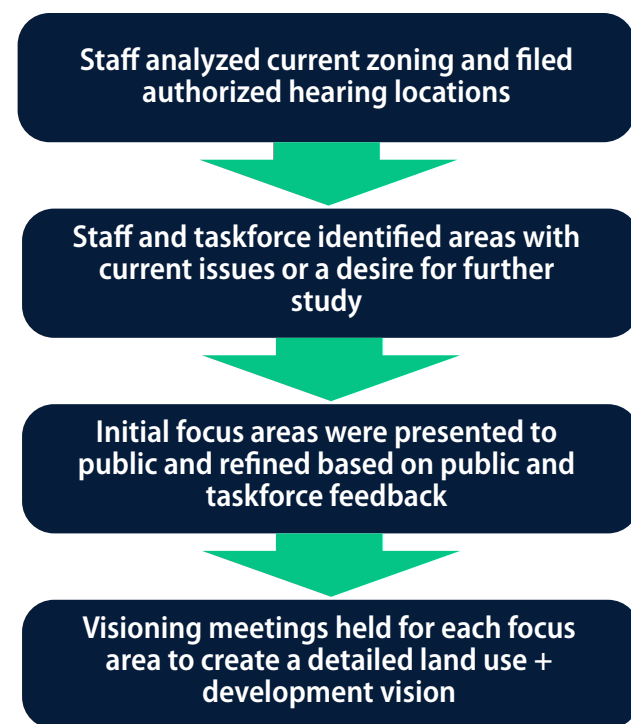 Staff analyzed current zoning and filed
authorized hearing locations
Staff and taskforce identified areas with
current issues or a desire for further
study
Initial focus areas were presented to
public and refined based on public and
taskforce feedback
Visioning meetings held for each focus
area to create a detailed land use +
development vision